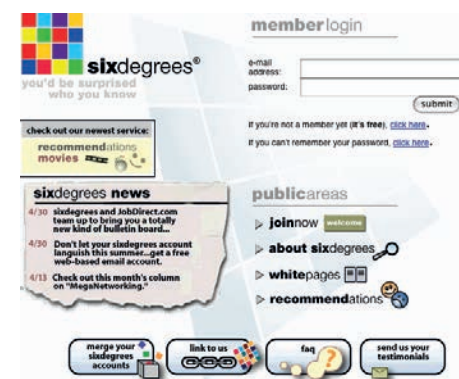 sixdegrees®
you'd be surprised
who you know
memberlogin
e-mail
address:
password:
submit
If you're not a member yet (it's free), click here.
If you can't remember your password, click here.
check out our newest service:
recommendations
movies
sixdegrees news
4/30 sixdegrees and JobDirect.com
team up to bring you a totally
new kind of bulletin board...
4/30 Don't let your sixdegrees account
languish this summer...get a free
web-based email account.
4/13 Check out this month's column
on "MegaNetworking."
publicareas
joinnow welcome
about sixdegrees
whitepages
recommendations
merge your
sixdegrees
accounts
link to us
faq
send us your
testimonials